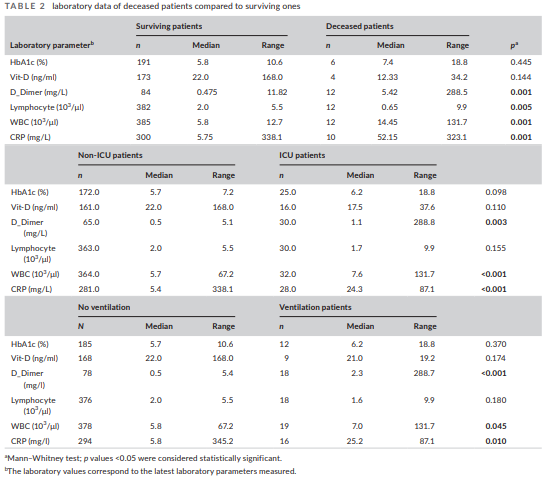 TABLE 2 laboratory data of deceased patients compared to surviving ones
Surviving patients Deceased patients
Laboratory parameterᵇ n Median Range n Median Range pᵃ
HbA1c (%) 191 5.8 10.6 6 7.4 18.8 0.445
Vit-D (ng/ml) 173 22.0 168.0 4 12.33 34.2 0.144
D_Dimer (mg/L) 84 0.475 11.82 12 5.42 288.5 0.001
Lymphocyte (10³/µl) 382 2.0 5.5 12 0.65 9.9 0.005
WBC (10³/µl) 385 5.8 12.7 12 14.45 131.7 0.001
CRP (mg/L) 300 5.75 338.1 10 52.15 323.1 0.001
Non-ICU patients ICU patients
n Median Range n Median Range
HbA1c (%) 172.0 5.7 7.2 25.0 6.2 18.8 0.098
Vit-D (ng/ml) 161.0 22.0 168.0 16.0 17.5 37.6 0.110
D_Dimer 65.0 0.5 5.1 30.0 1.1 288.8 0.003
(mg/L)
Lymphocyte 363.0 2.0 5.5 30.0 1.7 9.9 0.155
(10³/µl)
WBC (10³/µl) 364.0 5.7 67.2 32.0 7.6 131.7 <0.001
CRP (mg/L) 281.0 5.4 338.1 28.0 24.3 87.1 <0.001
No ventilation Ventilation patients
N Median Range n Median Range
HbA1c (%) 185 5.7 10.6 12 6.2 18.8 0.370
Vit-D (ng/ml) 168 22.0 168.0 9 21.0 19.2 0.174
D_Dimer 78 0.5 5.4 18 2.3 288.7 <0.001
(mg/l)
Lymphocyte 376 2.0 5.5 18 1.6 9.9 0.180
(10³/µl)
WBC (10³/µl) 378 5.8 67.2 19 7.0 131.7 0.045
CRP (mg/l) 294 5.8 345.2 16 25.2 87.1 0.010
ᵃMann–Whitney test; p values <0.05 were considered statistically significant.
ᵇThe laboratory values correspond to the latest laboratory parameters measured.